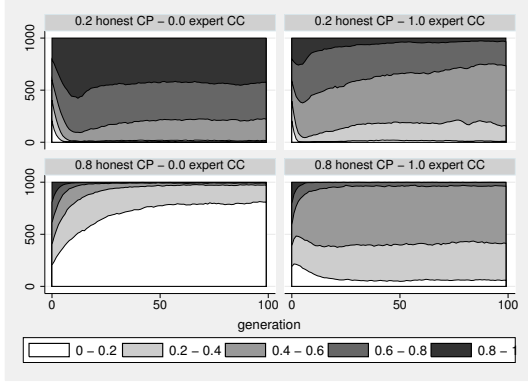 0.2 honest CP − 0.0 expert CC
0.2 honest CP − 1.0 expert CC
1000
500
0
0.8 honest CP − 0.0 expert CC
0.8 honest CP − 1.0 expert CC
1000
500
0
0 50 100
0 50 100
generation
0 − 0.2
0.2 − 0.4
0.4 − 0.6
0.6 − 0.8
0.8 − 1